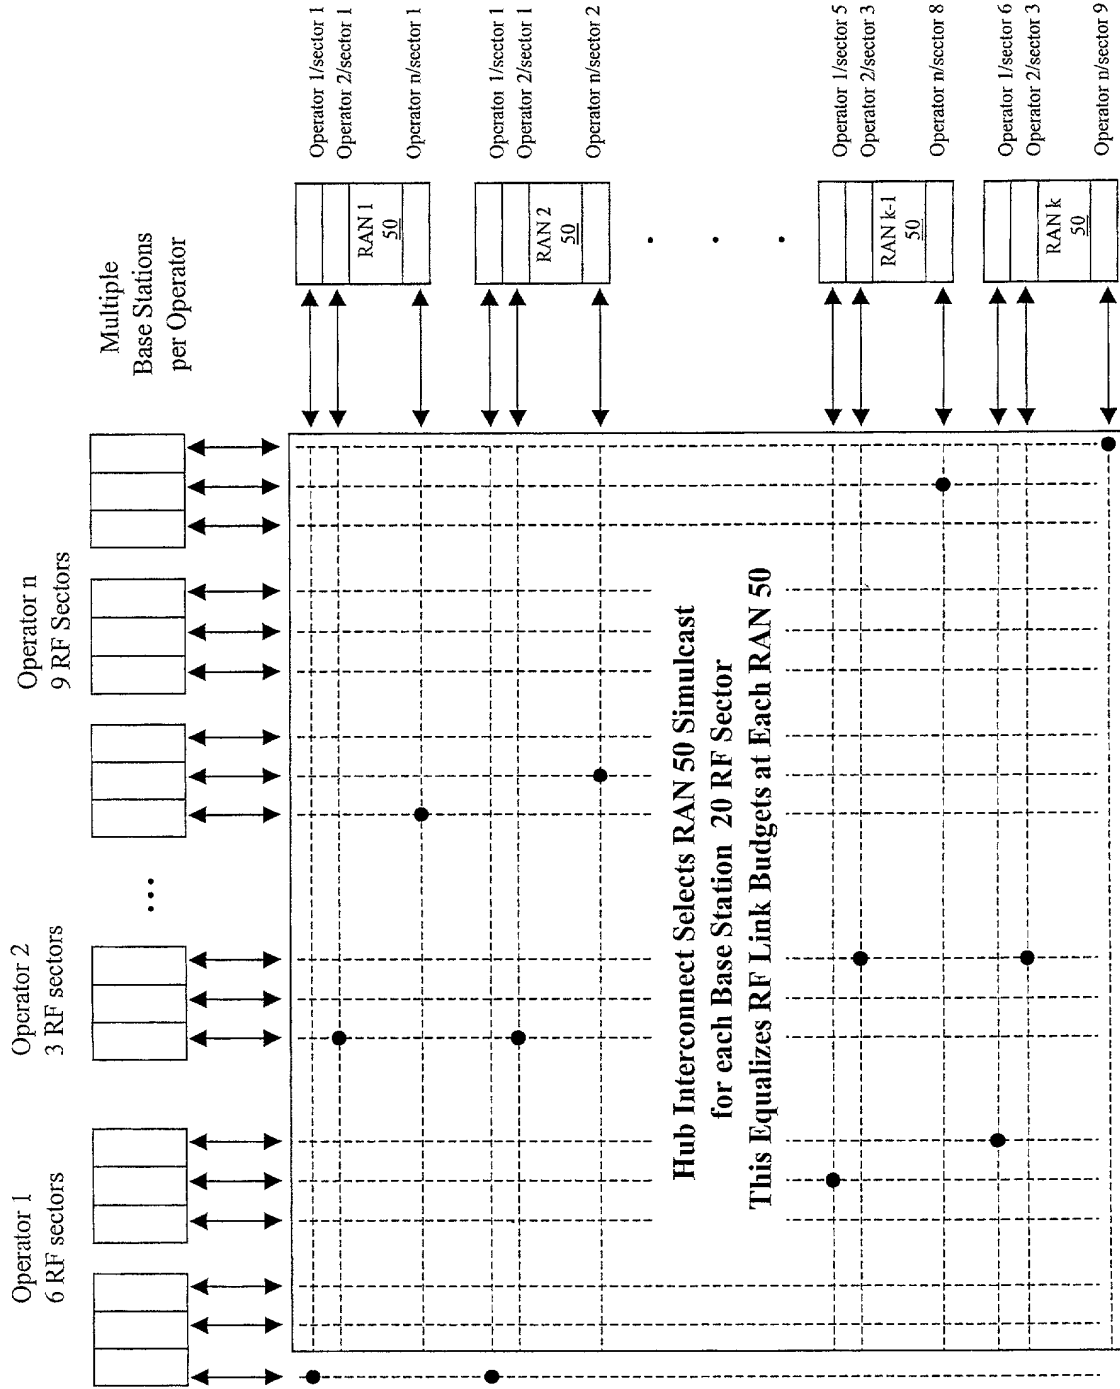 Operator 1
6 RF sectors
Operator 2
3 RF sectors
...
Operator n
9 RF Sectors
Multiple
Base Stations
per Operator
Operator 1/sector 1
Operator 2/sector 1
RAN 1
50
Operator n/sector 1
Operator 1/sector 1
Operator 2/sector 1
RAN 2
50
Operator n/sector 2
Hub Interconnect Selects RAN 50 Simulcast
for each Base Station 20 RF Sector
This Equalizes RF Link Budgets at Each RAN 50
Operator 1/sector 5
Operator 2/sector 3
RAN k-1
50
Operator n/sector 8
Operator 1/sector 6
Operator 2/sector 3
RAN k
50
Operator n/sector 9